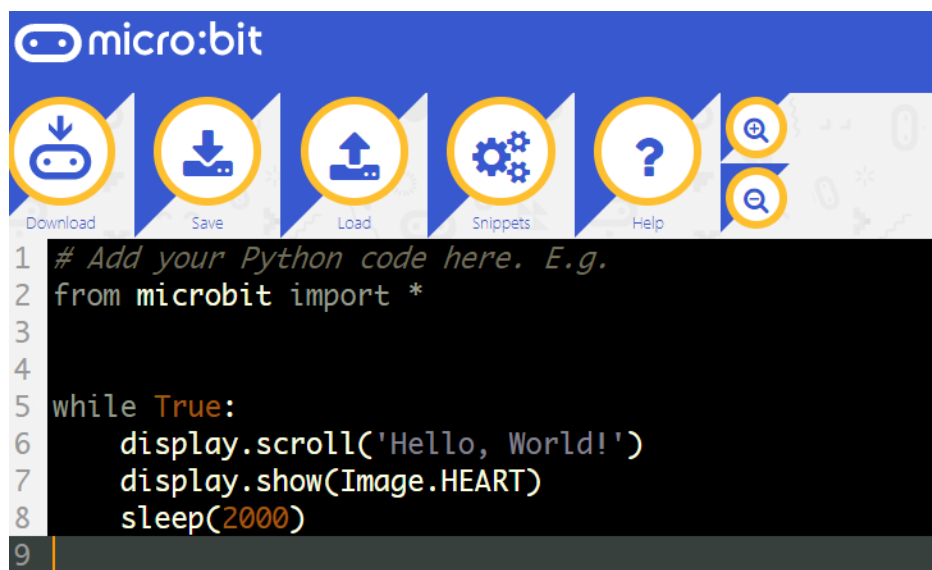 micro:bit
Download Save Load Snippets Help
1 # Add your Python code here. E.g.
2 from microbit import *
3
4
5 while True:
6     display.scroll('Hello, World!')
7     display.show(Image.HEART)
8     sleep(2000)
9